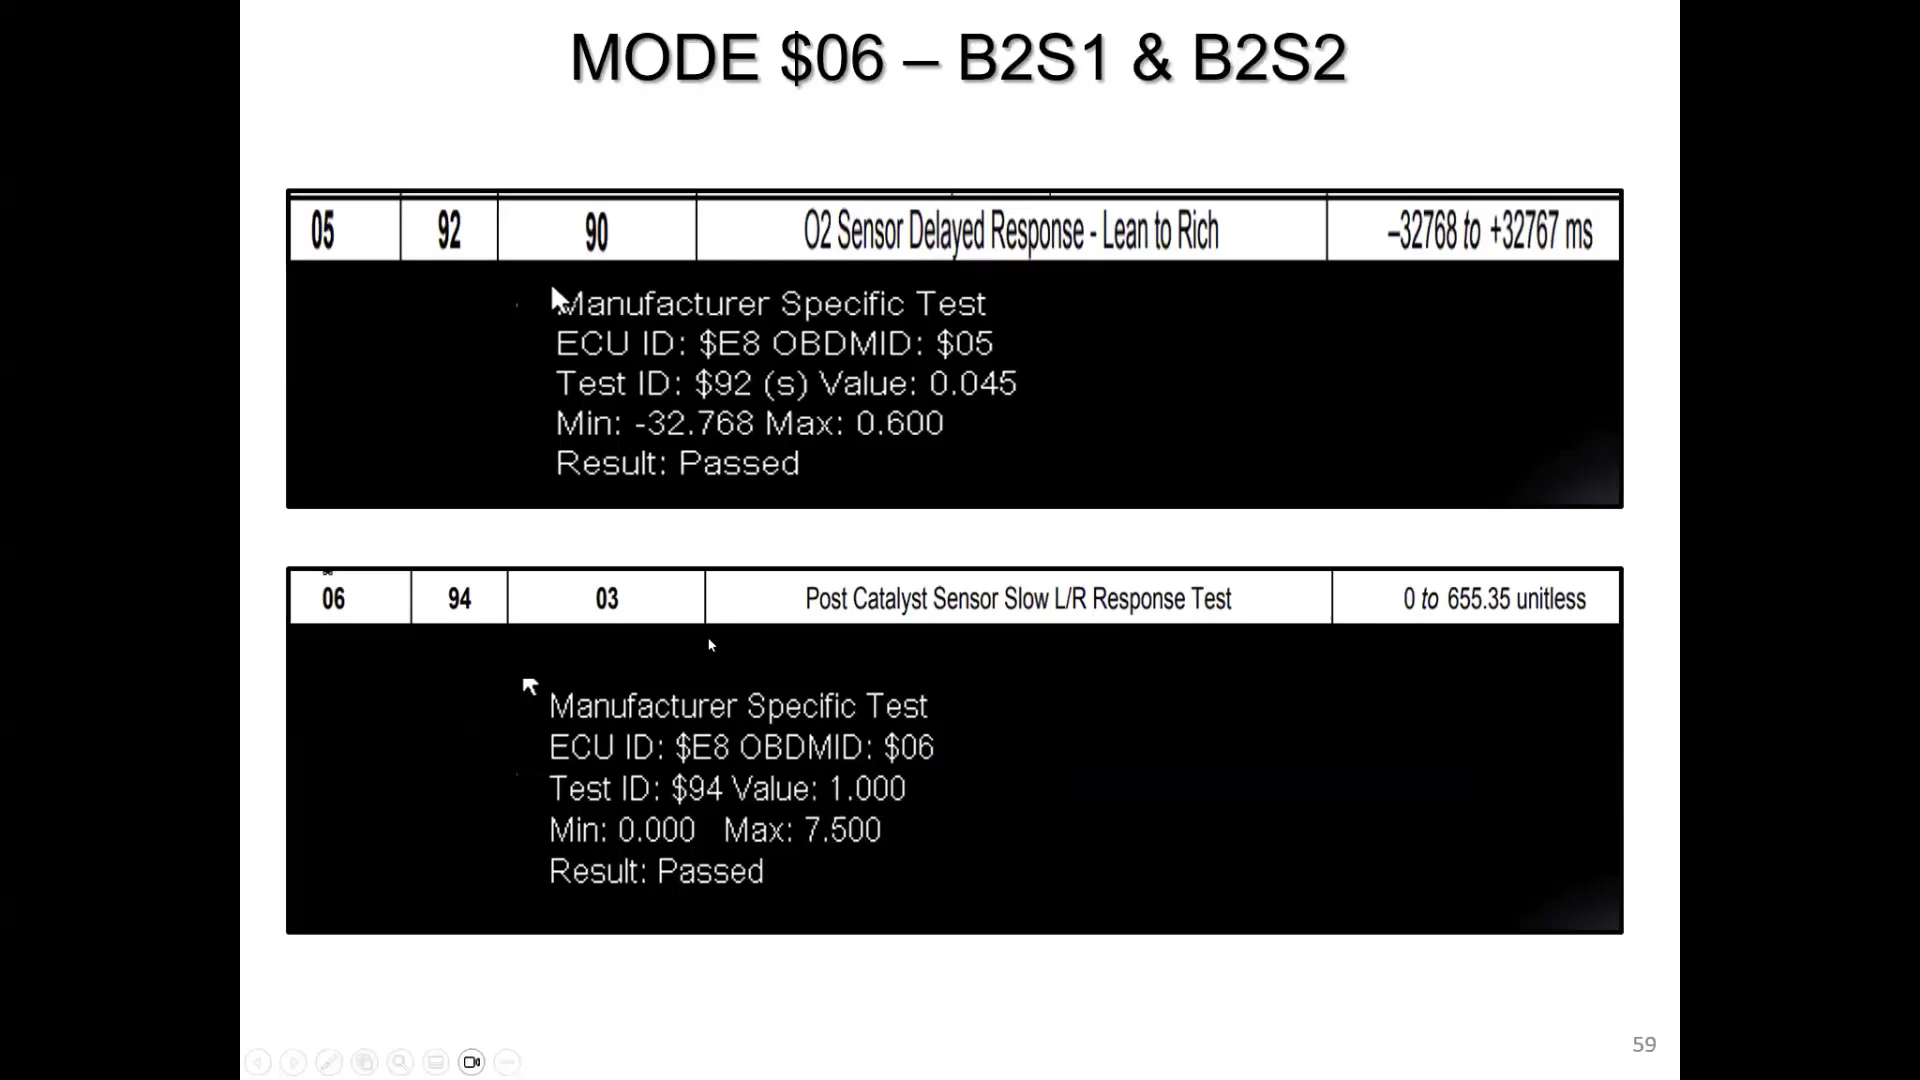 MODE $06 – B2S1 & B2S2
05 92 90 O2 Sensor Delayed Response - Lean to Rich –32768 to +32767 ms
Manufacturer Specific Test
ECU ID: $E8 OBDMID: $05
Test ID: $92 (s) Value: 0.045
Min: -32.768 Max: 0.600
Result: Passed
06 94 03 Post Catalyst Sensor Slow L/R Response Test 0 to 655.35 unitless
Manufacturer Specific Test
ECU ID: $E8 OBDMID: $06
Test ID: $94 Value: 1.000
Min: 0.000 Max: 7.500
Result: Passed
59